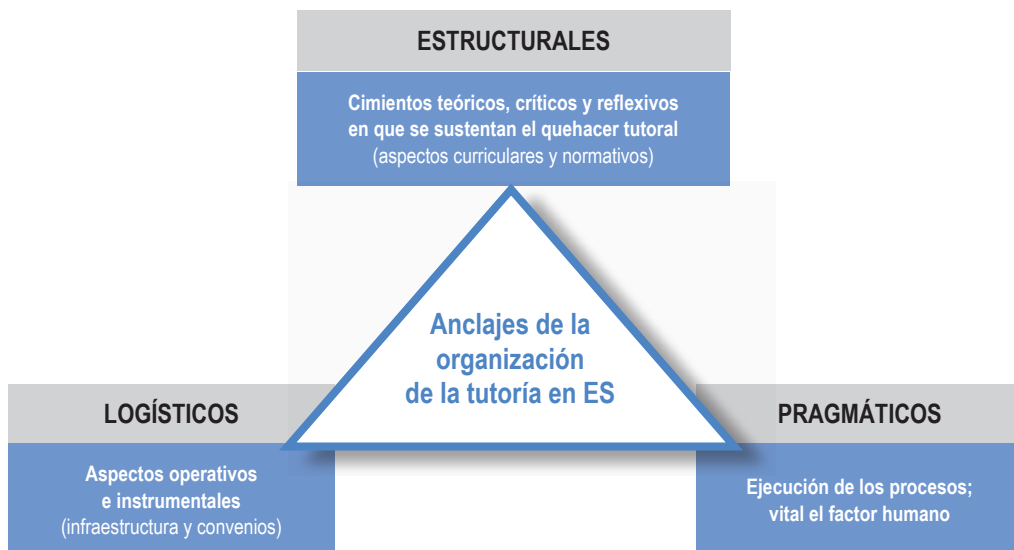 ESTRUCTURALES
Cimientos teóricos, críticos y reflexivos
en que se sustentan el quehacer tutoral
(aspectos curriculares y normativos)
Anclajes de la
organización
de la tutoría en ES
LOGÍSTICOS
Aspectos operativos
e instrumentales
(infraestructura y convenios)
PRAGMÁTICOS
Ejecución de los procesos;
vital el factor humano